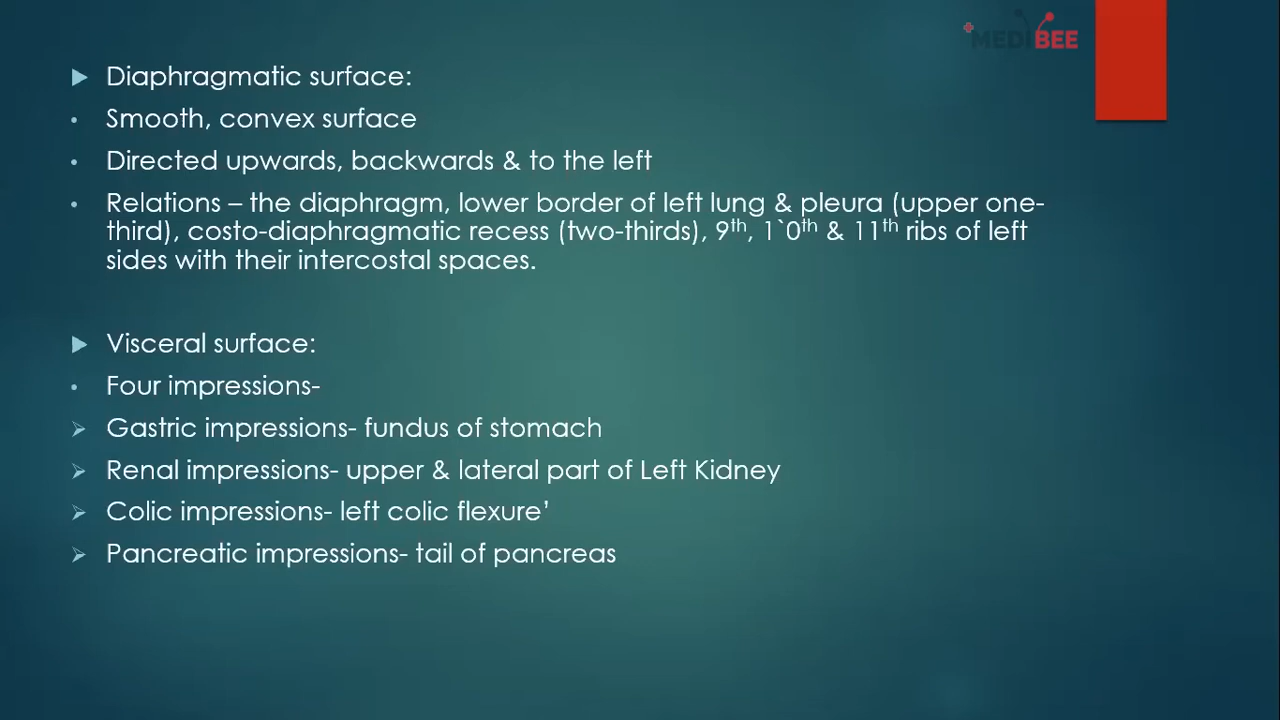 MEDIBEE
Diaphragmatic surface:
Smooth, convex surface
Directed upwards, backwards & to the left
Relations – the diaphragm, lower border of left lung & pleura (upper one-
third), costo-diaphragmatic recess (two-thirds), 9th, 1`0th & 11th ribs of left
sides with their intercostal spaces.
Visceral surface:
Four impressions-
Gastric impressions- fundus of stomach
Renal impressions- upper & lateral part of Left Kidney
Colic impressions- left colic flexure’
Pancreatic impressions- tail of pancreas